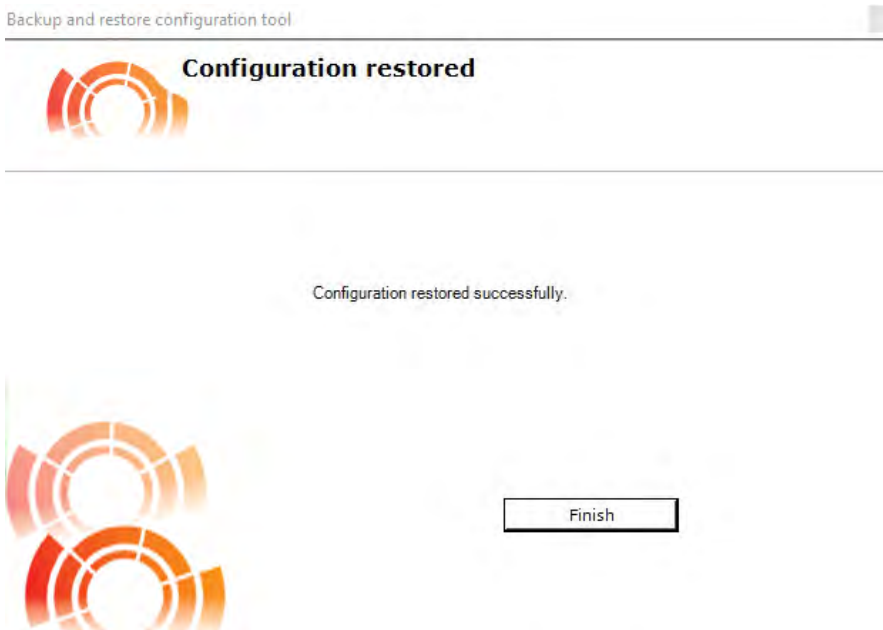 Backup and restore configuration tool
Configuration restored
Configuration restored successfully.
Finish